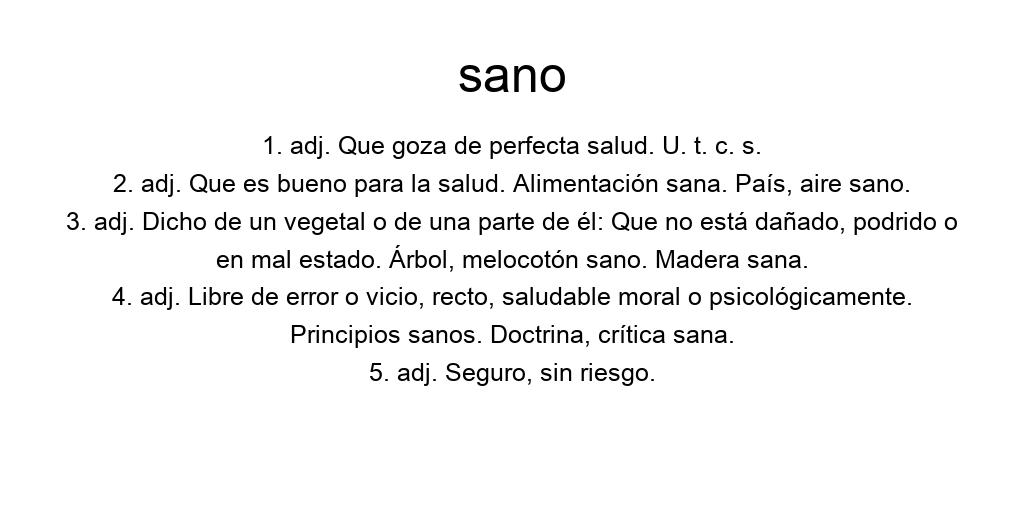 sano
1. adj. Que goza de perfecta salud. U. t. c. s.
2. adj. Que es bueno para la salud. Alimentación sana. País, aire sano.
3. adj. Dicho de un vegetal o de una parte de él: Que no está dañado, podrido o
en mal estado. Árbol, melocotón sano. Madera sana.
4. adj. Libre de error o vicio, recto, saludable moral o psicológicamente.
Principios sanos. Doctrina, crítica sana.
5. adj. Seguro, sin riesgo.